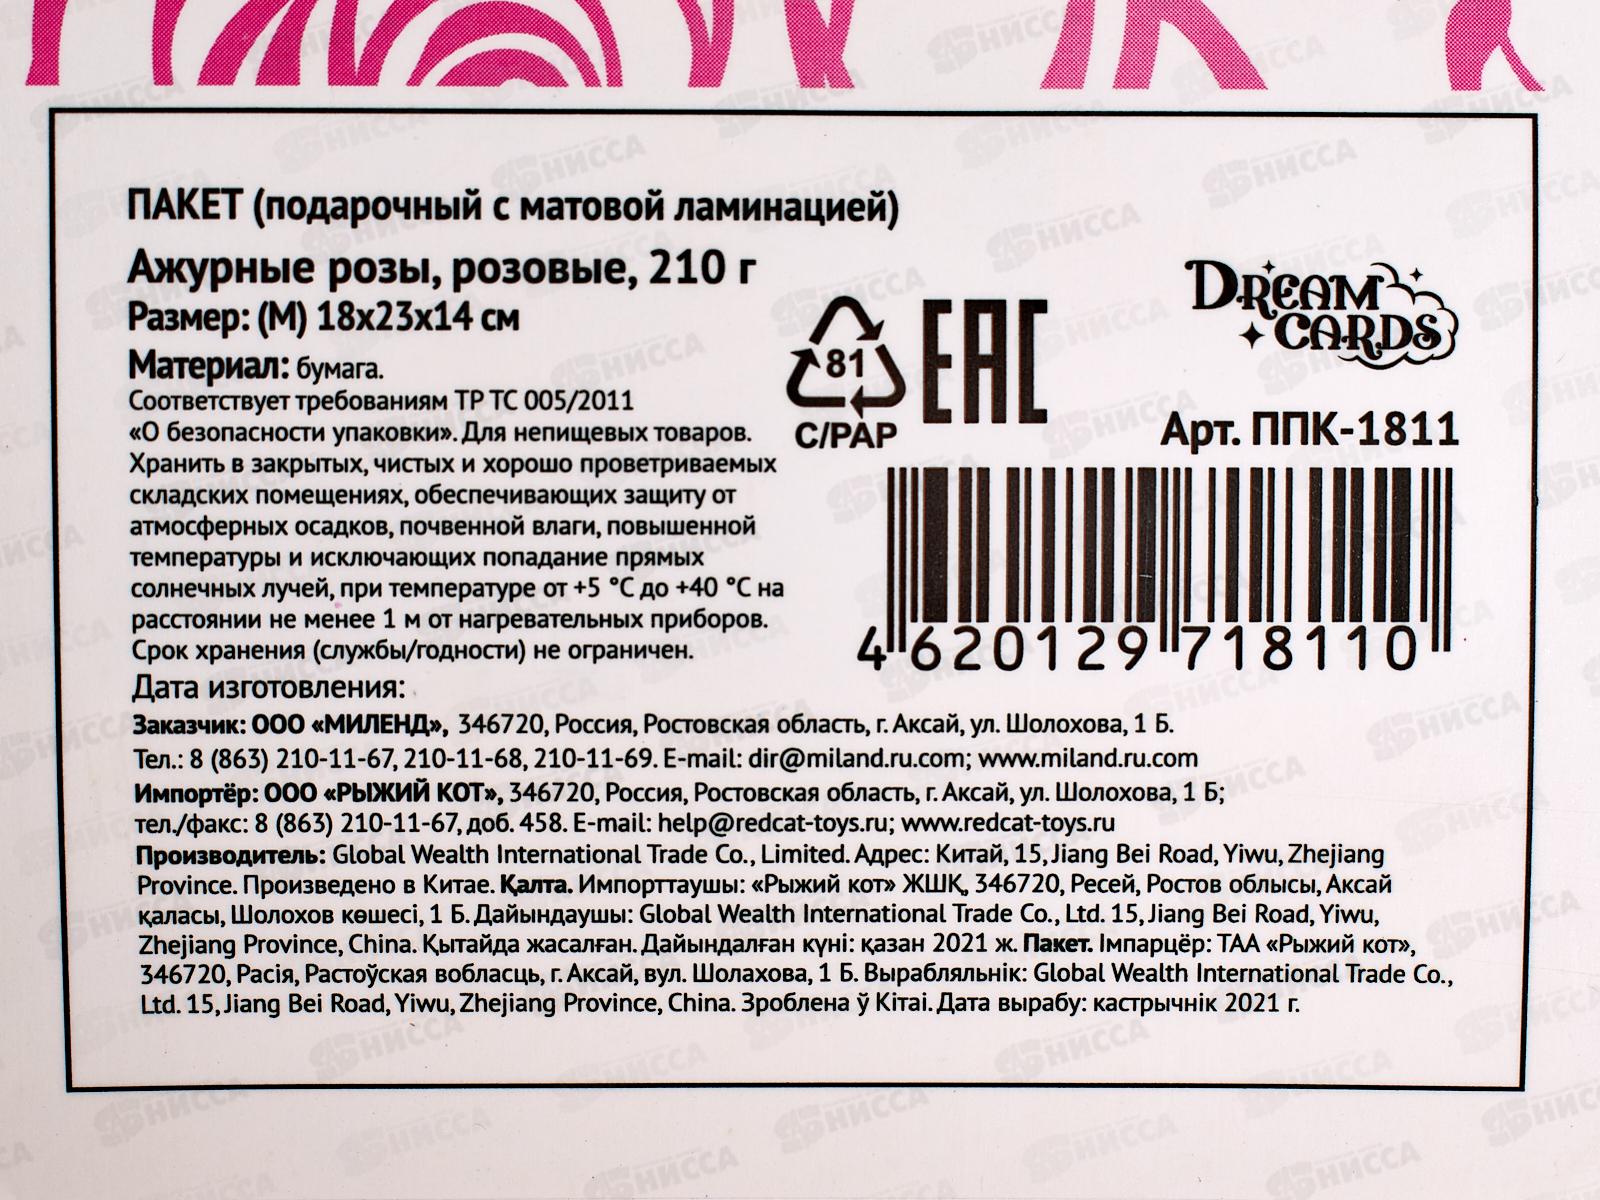 ПАКЕТ (подарочный с матовой ламинацией)
Ажурные розы, розовые, 210 г
Размер: (М) 18х23х14 см
Материал: бумага.
Соответствует требованиям ТР ТС 005/2011
«О безопасности упаковки». Для непищевых товаров.
Хранить в закрытых, чистых и хорошо проветриваемых
складских помещениях, обеспечивающих защиту от
атмосферных осадков, почвенной влаги, повышенной
температуры и исключающих попадание прямых
солнечных лучей, при температуре от +5 °С до +40 °С на
расстоянии не менее 1 м от нагревательных приборов.
Срок хранения (службы/годности) не ограничен.
Дата изготовления:
81
C/PAP
EAC
DREAM
CARDS
Арт. ППК-1811
4 620129 718110
Заказчик: ООО «МИЛЕНД», 346720, Россия, Ростовская область, г. Аксай, ул. Шолохова, 1 Б.
Тел.: 8 (863) 210-11-67, 210-11-68, 210-11-69. E-mail: dir@miland.ru.com; www.miland.ru.com
Импортёр: ООО «РЫЖИЙ КОТ», 346720, Россия, Ростовская область, г. Аксай, ул. Шолохова, 1 Б;
тел./факс: 8 (863) 210-11-67, доб. 458. E-mail: help@redcat-toys.ru; www.redcat-toys.ru
Производитель: Global Wealth International Trade Co., Limited. Адрес: Китай, 15, Jiang Bei Road, Yiwu, Zhejiang
Province. Произведено в Китае. Қалта. Импорттаушы: «Рыжий кот» ЖШҚ, 346720, Ресей, Ростов облысы, Аксай
қаласы, Шолохов көшесі, 1 Б. Дайындаушы: Global Wealth International Trade Co., Ltd. 15, Jiang Bei Road, Yiwu,
Zhejiang Province, China. Қытайда жасалған. Дайындалған күні: қазан 2021 ж. Пакет. Імпарцёр: ТАА «Рыжий кот»,
346720, Расія, Растоўская вобласць, г. Аксай, вул. Шолахова, 1 Б. Вырабляльнік: Global Wealth International Trade Co.,
Ltd. 15, Jiang Bei Road, Yiwu, Zhejiang Province, China. Зроблена ў Кітаі. Дата вырабу: кастрычнік 2021 г.
НИССА